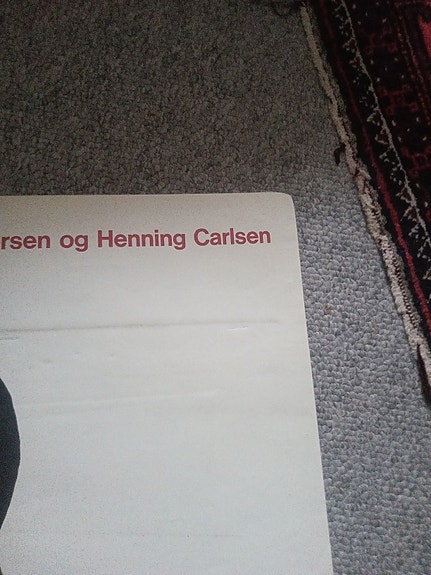 rsen og Henning Carlsen